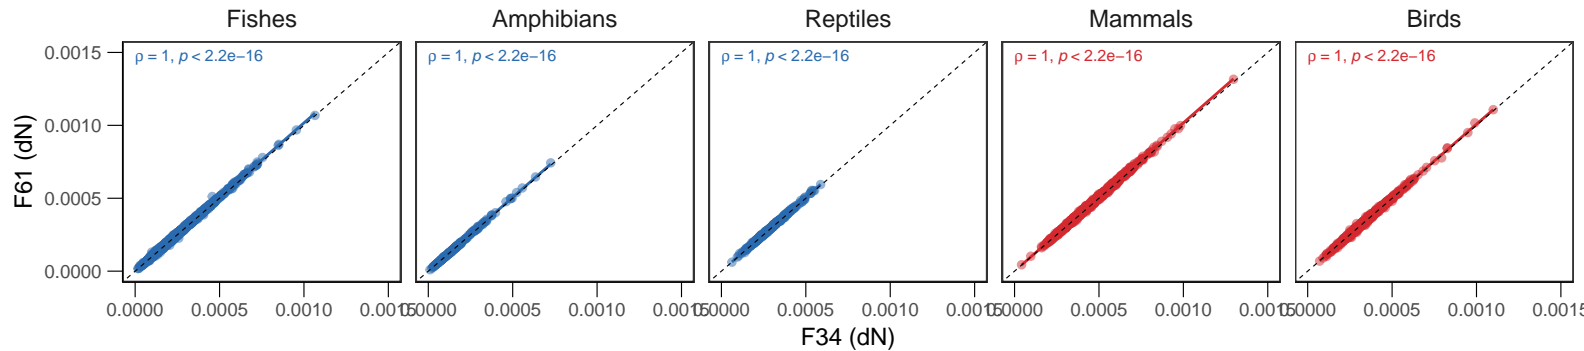 Fishes Amphibians Reptiles Mammals Birds
ρ = 1, p < 2.2e−16 ρ = 1, p < 2.2e−16 ρ = 1, p < 2.2e−16 ρ = 1, p < 2.2e−16 ρ = 1, p < 2.2e−16
0.0015
0.0010
0.0005
0.0000
F61 (dN)
0.0000 0.0005 0.0010 0.0015 0.0000 0.0005 0.0010 0.0015 0.0000 0.0005 0.0010 0.0015 0.0000 0.0005 0.0010 0.0015 0.0000 0.0005 0.0010 0.0015
F34 (dN)